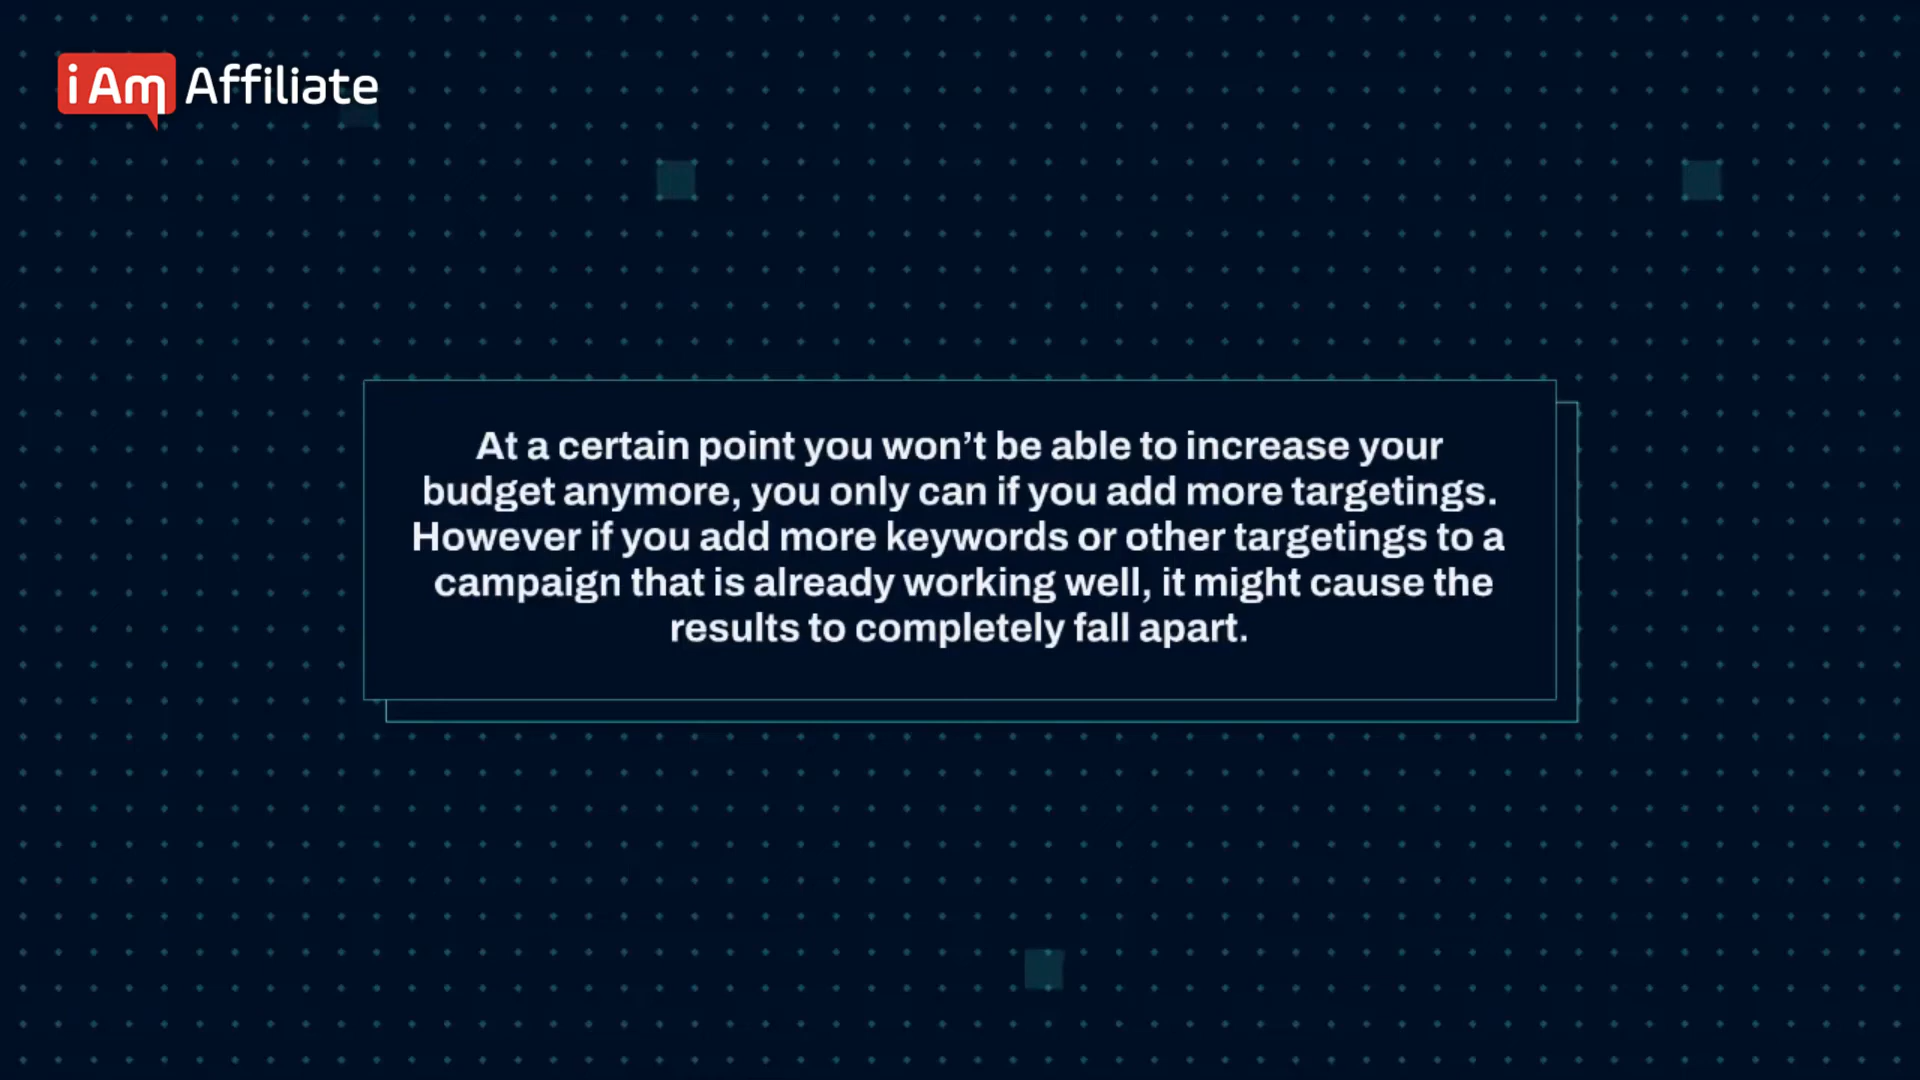 i Am Affiliate
At a certain point you won’t be able to increase your
budget anymore, you only can if you add more targetings.
However if you add more keywords or other targetings to a
campaign that is already working well, it might cause the
results to completely fall apart.